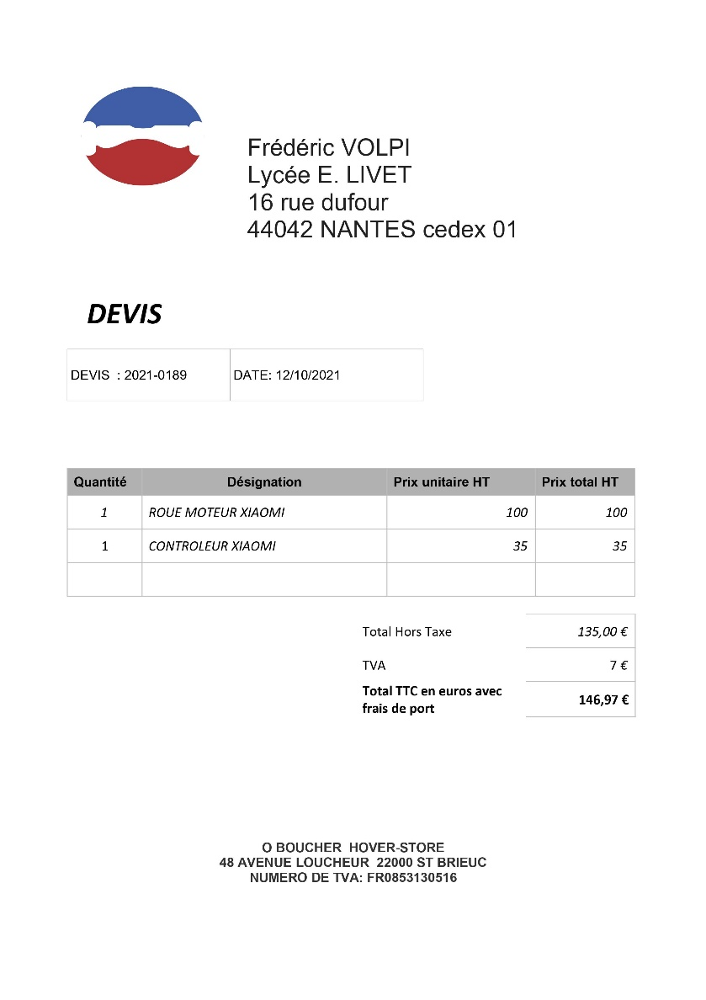 Frédéric VOLPI
Lycée E. LIVET
16 rue dufour
44042 NANTES cedex 01
DEVIS
DEVIS : 2021-0189 DATE: 12/10/2021
Quantité Désignation Prix unitaire HT Prix total HT
1 ROUE MOTEUR XIAOMI 100 100
1 CONTROLEUR XIAOMI 35 35
Total Hors Taxe 135,00 €
TVA 7 €
Total TTC en euros avec
frais de port 146,97 €
O BOUCHER HOVER-STORE
48 AVENUE LOUCHEUR 22000 ST BRIEUC
NUMERO DE TVA: FR0853130516